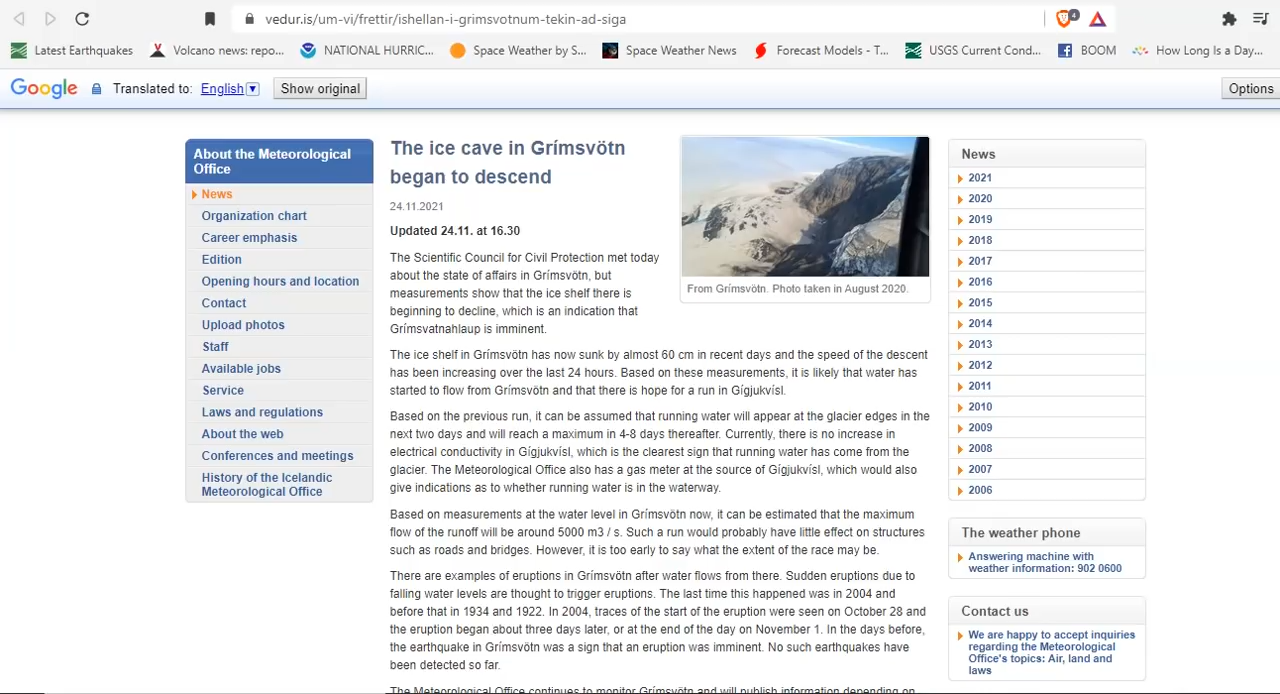 vedur.is/um-vi/frettir/ishellan-i-grimsvotnum-tekin-ad-siga
4
Latest Earthquakes
Volcano news: repo...
NATIONAL HURRIC...
Space Weather by S...
Space Weather News
Forecast Models - T...
USGS Current Cond...
BOOM
How Long Is a Day...
Google
Translated to: English
Show original
Options
About the Meteorological
Office
News
Organization chart
Career emphasis
Edition
Opening hours and location
Contact
Upload photos
Staff
Available jobs
Service
Laws and regulations
About the web
Conferences and meetings
History of the Icelandic
Meteorological Office
The ice cave in Grímsvötn
began to descend
24.11.2021
Updated 24.11. at 16.30
The Scientific Council for Civil Protection met today
about the state of affairs in Grímsvötn, but
measurements show that the ice shelf there is
beginning to decline, which is an indication that
Grímsvatnahlaup is imminent.
From Grímsvötn. Photo taken in August 2020.
The ice shelf in Grímsvötn has now sunk by almost 60 cm in recent days and the speed of the descent
has been increasing over the last 24 hours. Based on these measurements, it is likely that water has
started to flow from Grímsvötn and that there is hope for a run in Gígjukvísl.
Based on the previous run, it can be assumed that running water will appear at the glacier edges in the
next two days and will reach a maximum in 4-8 days thereafter. Currently, there is no increase in
electrical conductivity in Gígjukvísl, which is the clearest sign that running water has come from the
glacier. The Meteorological Office also has a gas meter at the source of Gígjukvísl, which would also
give indications as to whether running water is in the waterway.
Based on measurements at the water level in Grímsvötn now, it can be estimated that the maximum
flow of the runoff will be around 5000 m3 / s. Such a run would probably have little effect on structures
such as roads and bridges. However, it is too early to say what the extent of the race may be.
There are examples of eruptions in Grímsvötn after water flows from there. Sudden eruptions due to
falling water levels are thought to trigger eruptions. The last time this happened was in 2004 and
before that in 1934 and 1922. In 2004, traces of the start of the eruption were seen on October 28 and
the eruption began about three days later, or at the end of the day on November 1. In the days before,
the earthquake in Grímsvötn was a sign that an eruption was imminent. No such earthquakes have
been detected so far.
The Meteorological Office continues to monitor Grímsvötn and will publish information depending on
News
2021
2020
2019
2018
2017
2016
2015
2014
2013
2012
2011
2010
2009
2008
2007
2006
The weather phone
Answering machine with
weather information: 902 0600
Contact us
We are happy to accept inquiries
regarding the Meteorological
Office's topics: Air, land and
laws